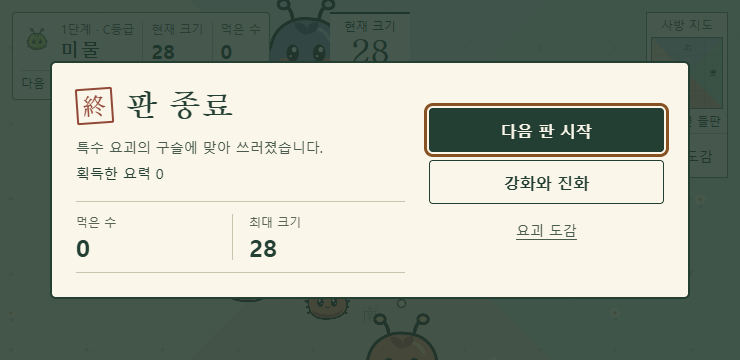 1단계 · C등급
미물
현재 크기
28
먹은 수
0
다음
현재 크기
28
사방 지도
들판
도감
終 판 종료
특수 요괴의 구슬에 맞아 쓰러졌습니다.
획득한 요력 0
먹은 수
0
최대 크기
28
다음 판 시작
강화와 진화
요괴 도감